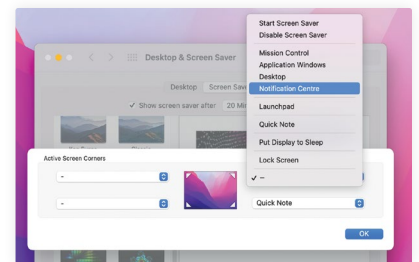 Start Screen Saver
Disable Screen Saver
Mission Control
Application Windows
Desktop
Notification Centre
Launchpad
Quick Note
Put Display to Sleep
Lock Screen
✓ –
Desktop & Screen Saver
Desktop Screen
✓ Show screen saver after 20
Active Screen Corners
-
-
Quick Note
OK